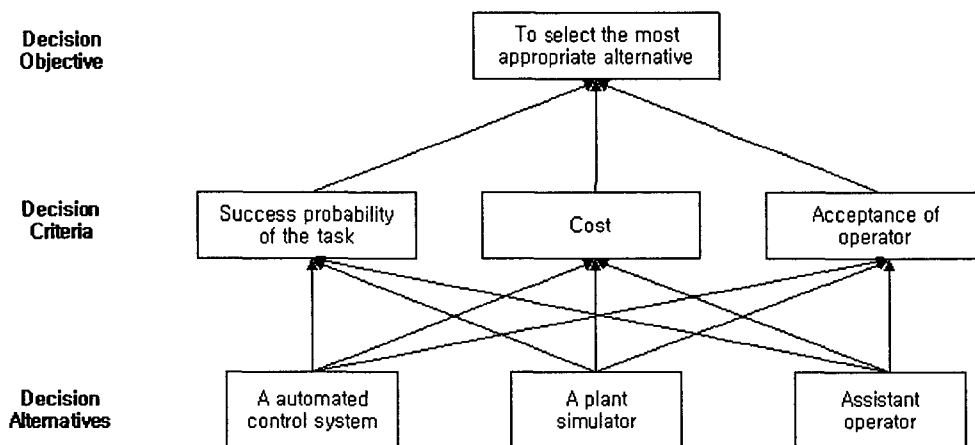 Decision
Objective
To select the most
appropriate alternative
Decision
Criteria
Success probability
of the task
Cost
Acceptance of
operator
Decision
Alternatives
A automated
control system
A plant
simulator
Assistant
operator